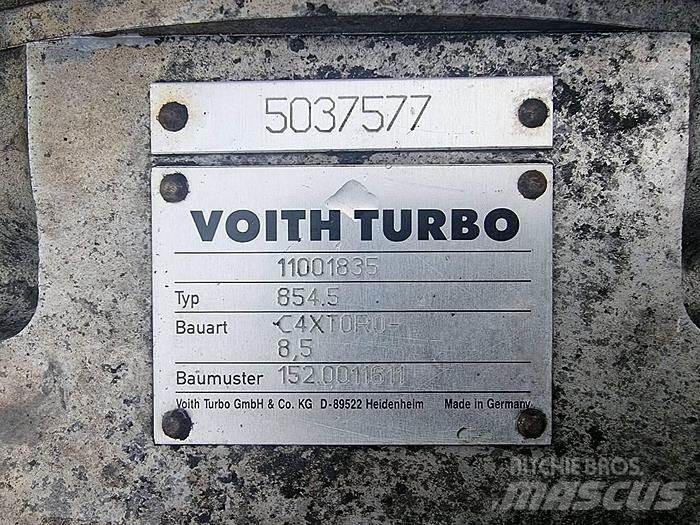 5037577
VOITH TURBO
11001835
Typ 854.5
Bauart C4XTOR0-
8,5
Baumuster 152.0011611
Voith Turbo GmbH & Co. KG D-89522 Heidenheim Made in Germany
RITCHIE BROS.
MASCUS